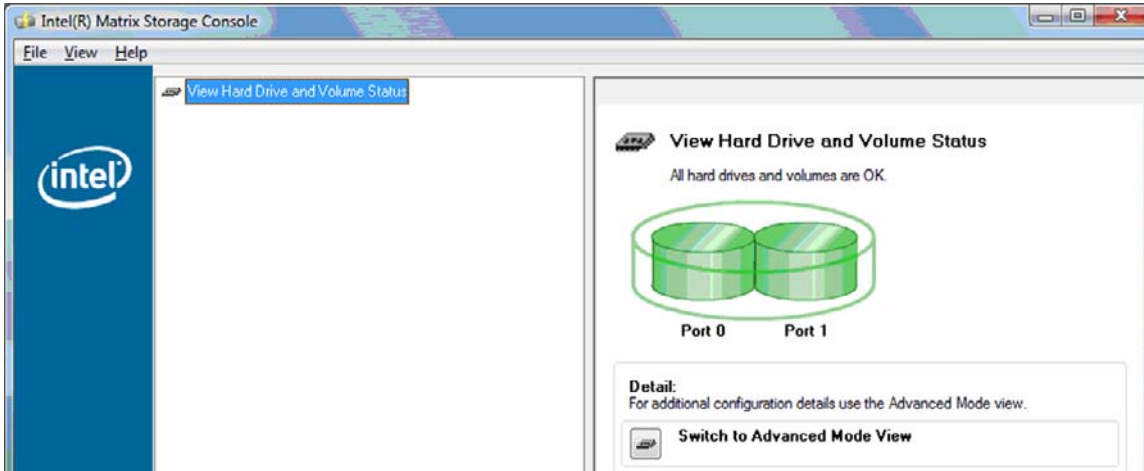 Intel(R) Matrix Storage Console
File View Help
View Hard Drive and Volume Status
intel
View Hard Drive and Volume Status
All hard drives and volumes are OK.
Port 0 Port 1
Detail:
For additional configuration details use the Advanced Mode view.
Switch to Advanced Mode View